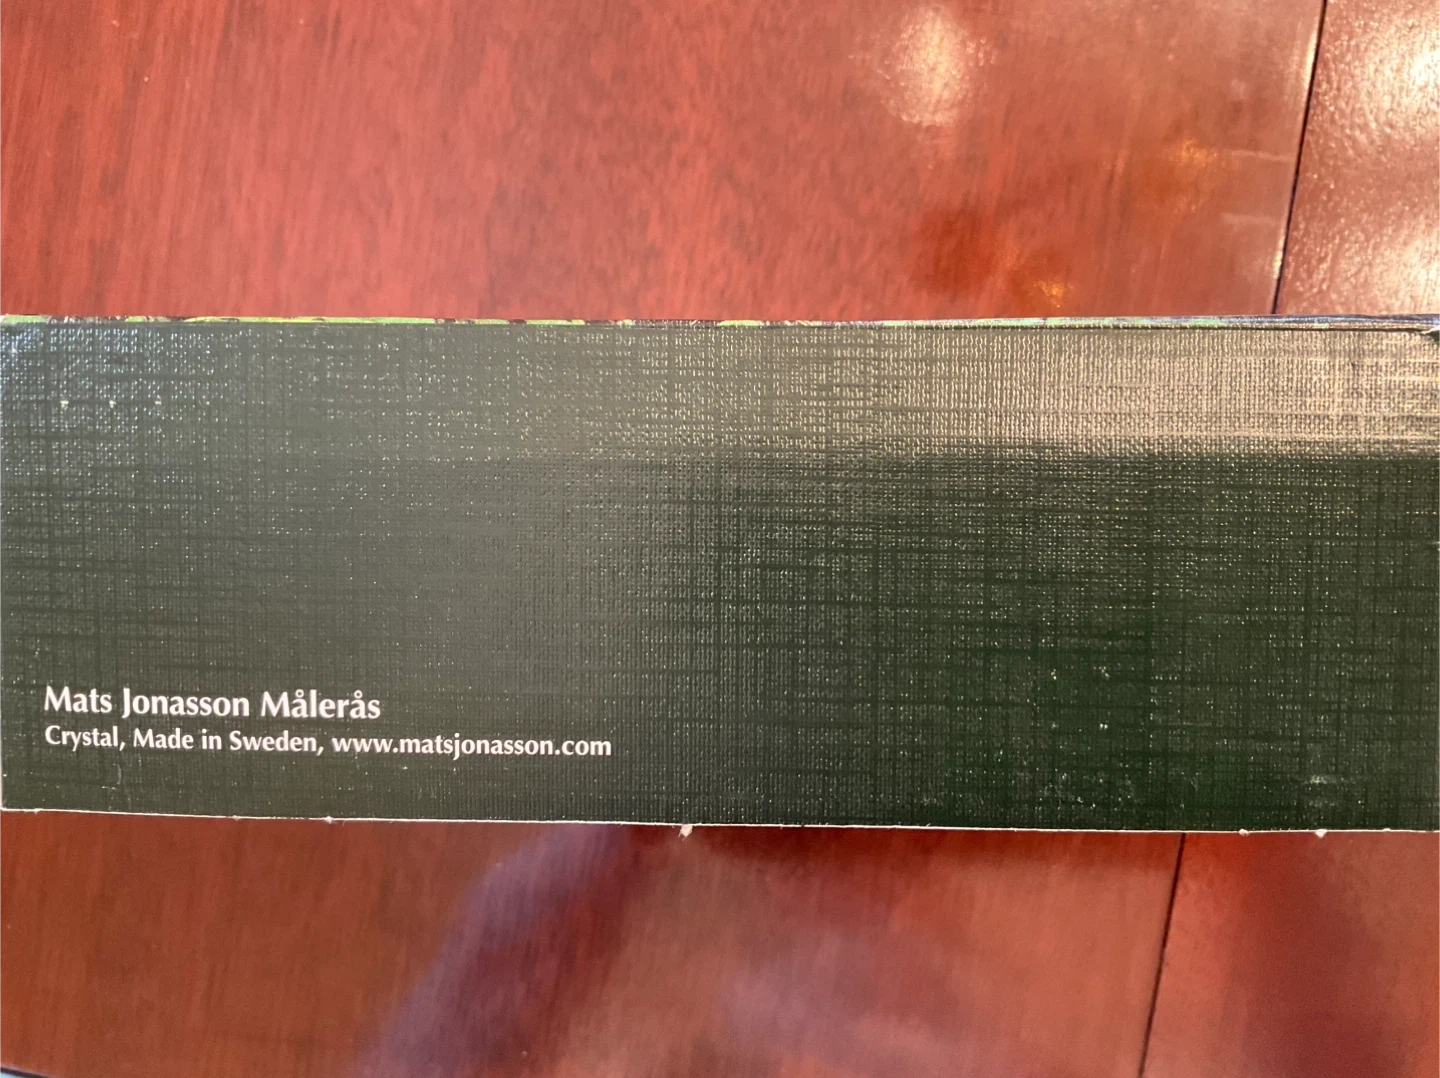 Mats Jonasson Målerås
Crystal, Made in Sweden, www.matsjonasson.com